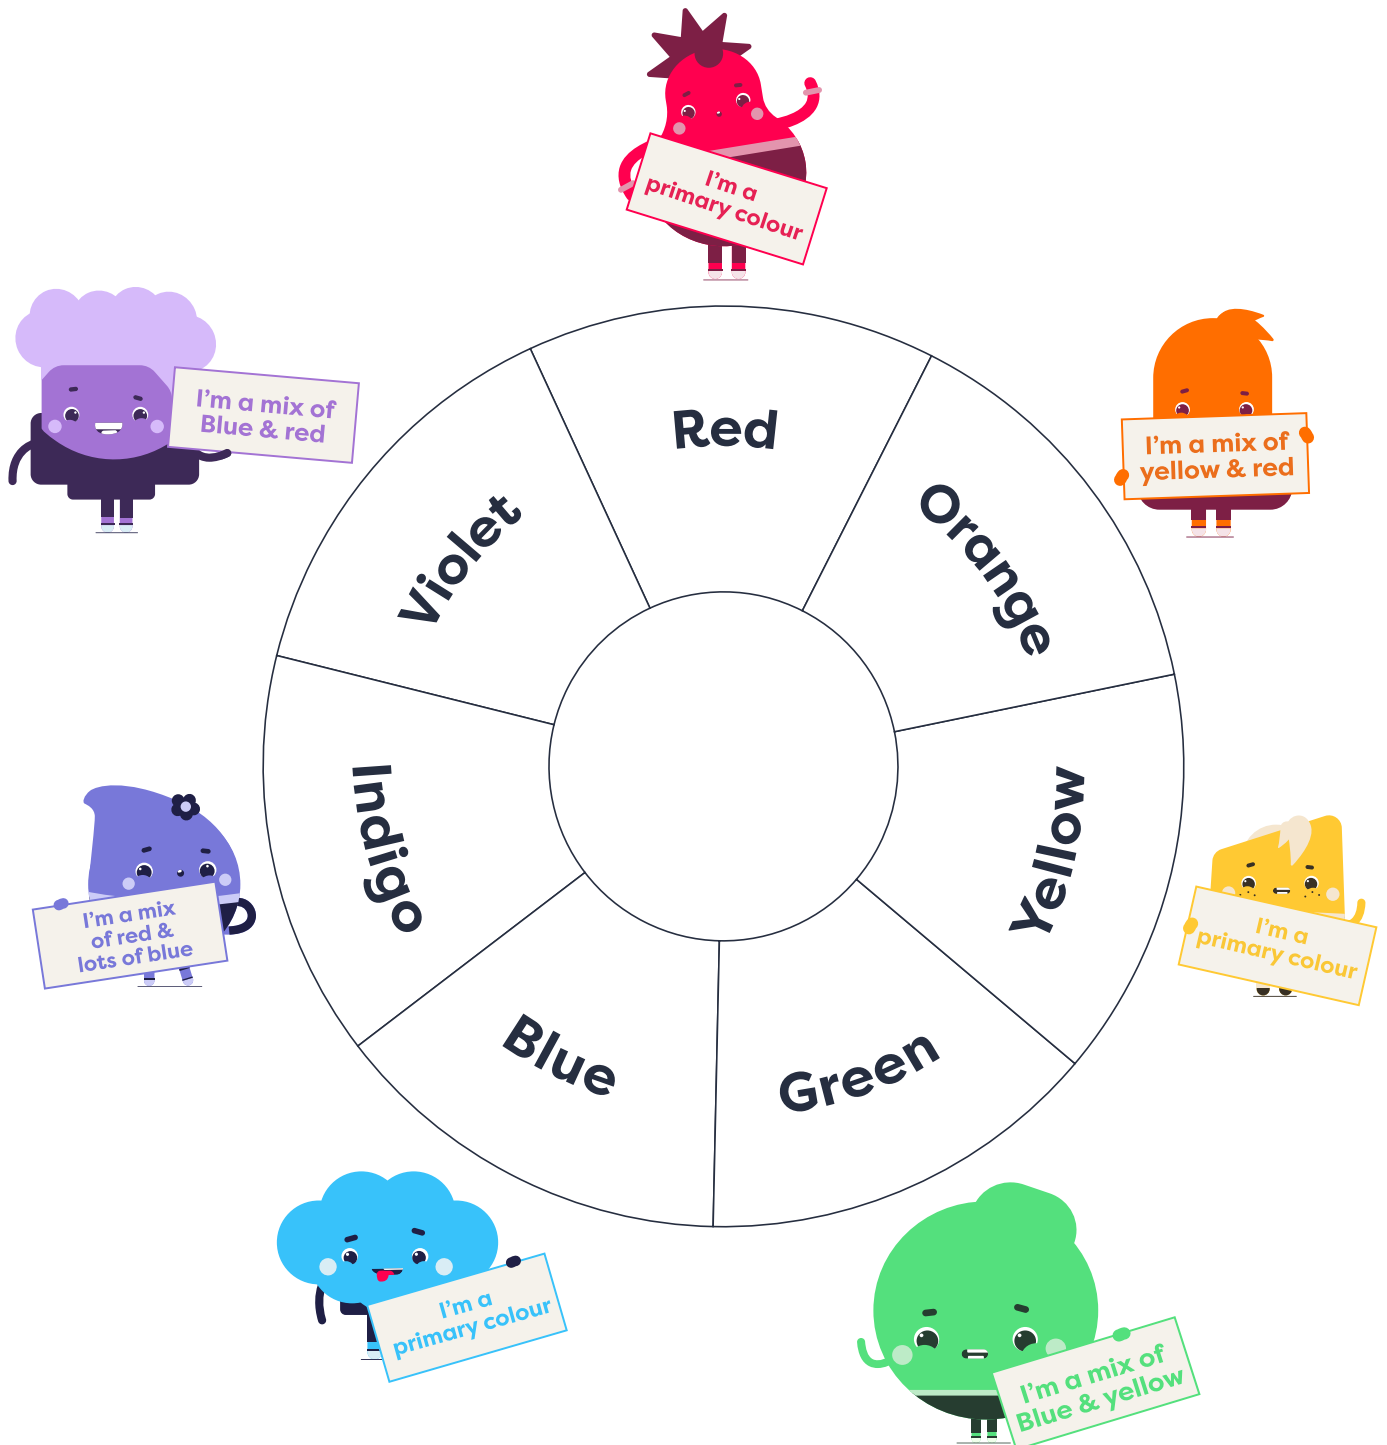 I'm a
primary colour
I'm a mix of
Blue & red
Red
I'm a mix of
yellow & red
Violet
Orange
Indigo
Yellow
I'm a mix
of red &
lots of blue
I'm a
primary colour
Blue
Green
I'm a
primary colour
I'm a mix of
Blue & yellow